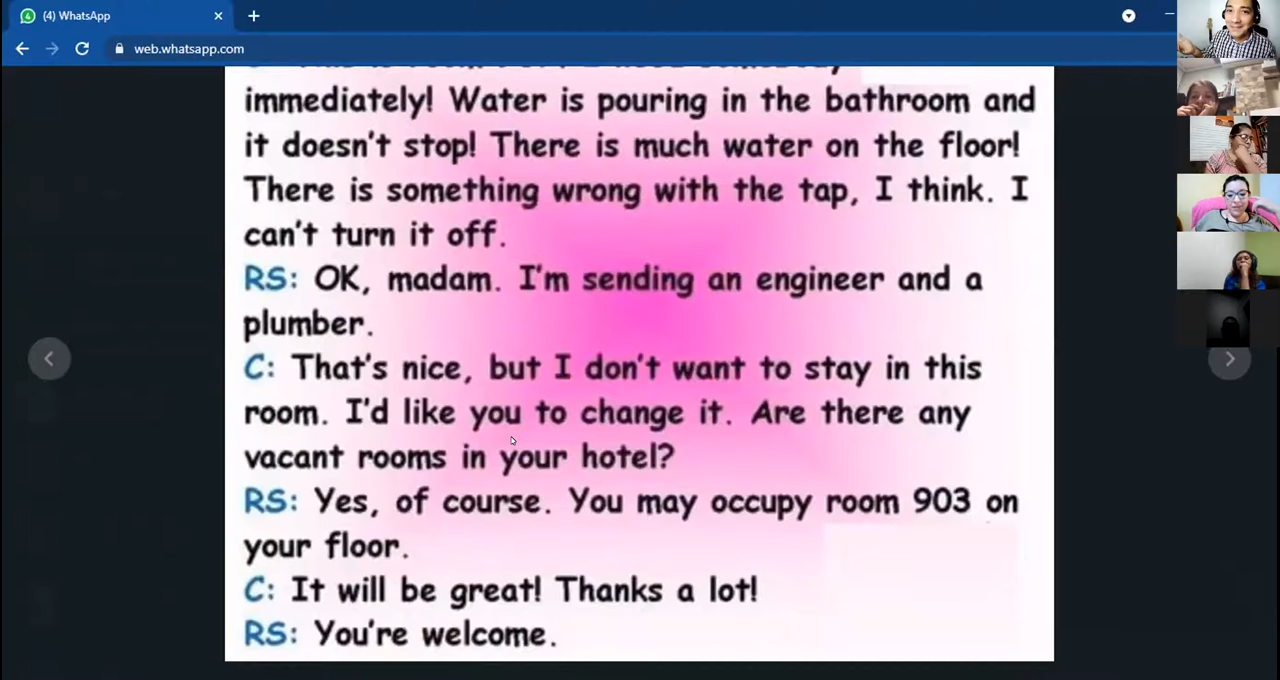 (4) WhatsApp
web.whatsapp.com
immediately! Water is pouring in the bathroom and
it doesn't stop! There is much water on the floor!
There is something wrong with the tap, I think. I
can't turn it off.
RS: OK, madam. I'm sending an engineer and a
plumber.
C: That's nice, but I don't want to stay in this
room. I'd like you to change it. Are there any
vacant rooms in your hotel?
RS: Yes, of course. You may occupy room 903 on
your floor.
C: It will be great! Thanks a lot!
RS: You're welcome.